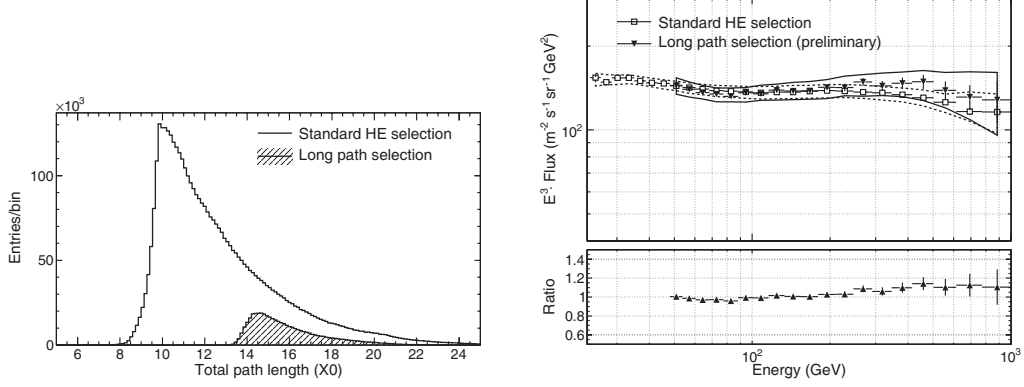 ×10³
Standard HE selection
Long path selection
100
50
0
Entries/bin
6 8 10 12 14 16 18 20 22 24
Total path length (X0)
Standard HE selection
Long path selection (preliminary)
10²
E³· Flux (m⁻² s⁻¹ sr⁻¹ GeV²)
1.4
1.2
1
0.8
0.6
Ratio
10² 10³
Energy (GeV)